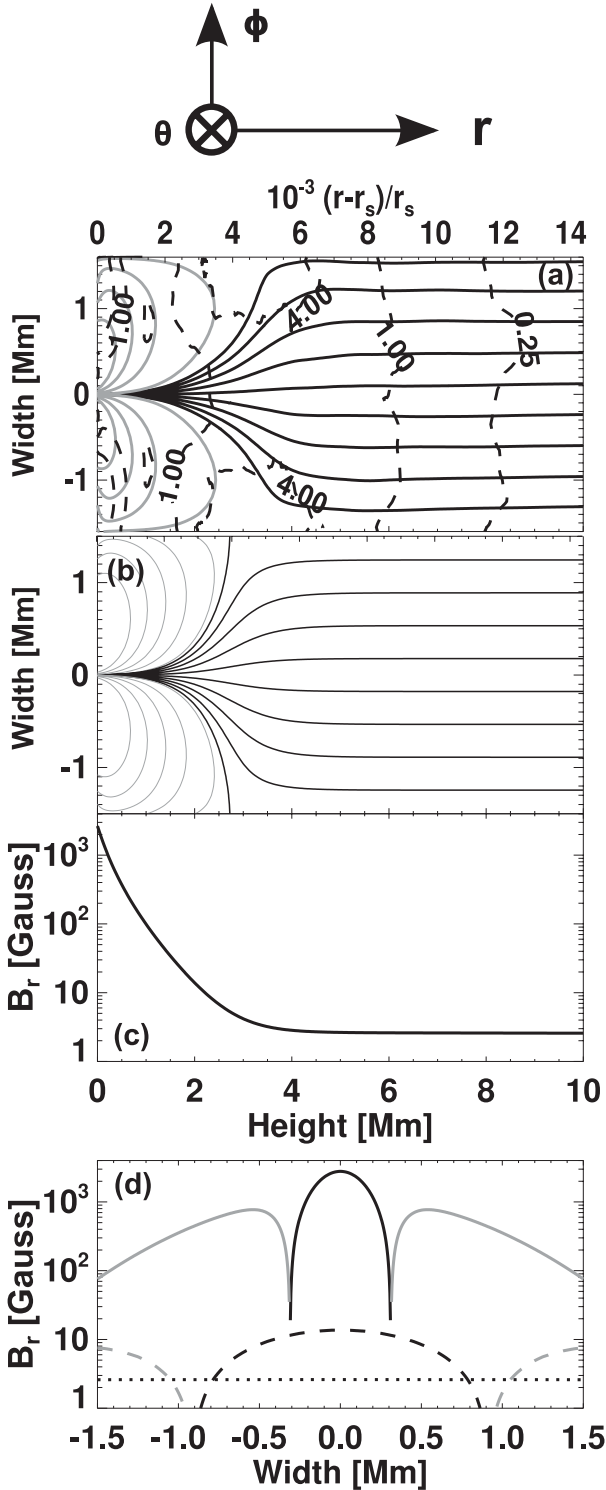 ϕ
θ
r
10⁻³ (r-rₛ)/rₛ
0 2 4 6 8 10 12 14
(a)
Width [Mm]
1
0
-1
1.00
4.00
1.00
0.25
1.00
4.00
(b)
Width [Mm]
1
0
-1
Bᵣ [Gauss]
10³
10²
10
1
(c)
0 2 4 6 8 10
Height [Mm]
(d)
Bᵣ [Gauss]
10³
10²
10
1
-1.5 -1.0 -0.5 0.0 0.5 1.0 1.5
Width [Mm]